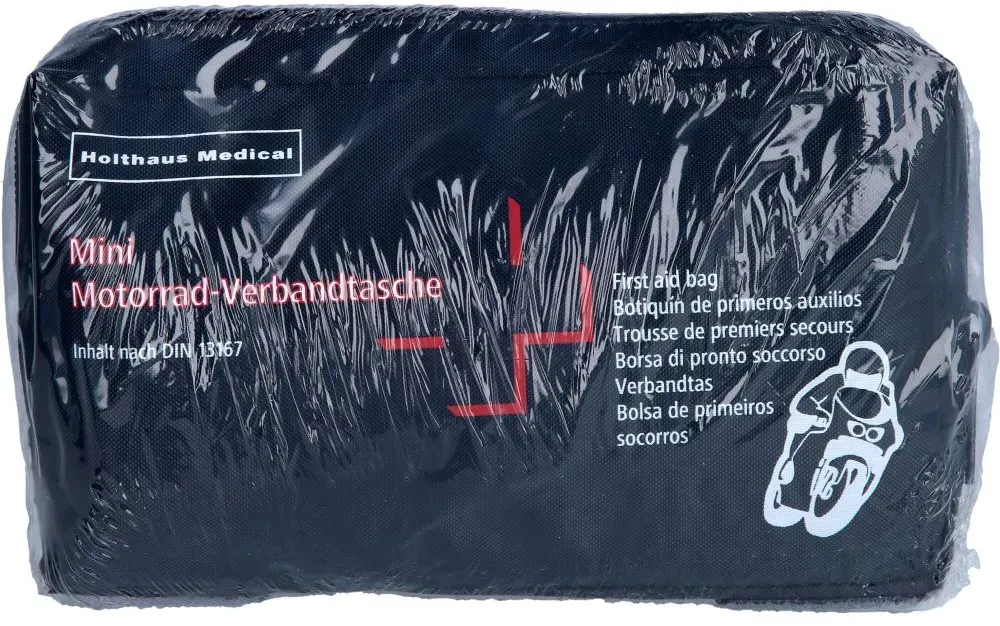 Holthaus Medical
Mini
Motorrad-Verbandtasche
Inhalt nach DIN 13167
First aid bag
Botiquín de primeros auxilios
Trousse de premiers secours
Borsa di pronto soccorso
Verbandtas
Bolsa de primeiros
socorros